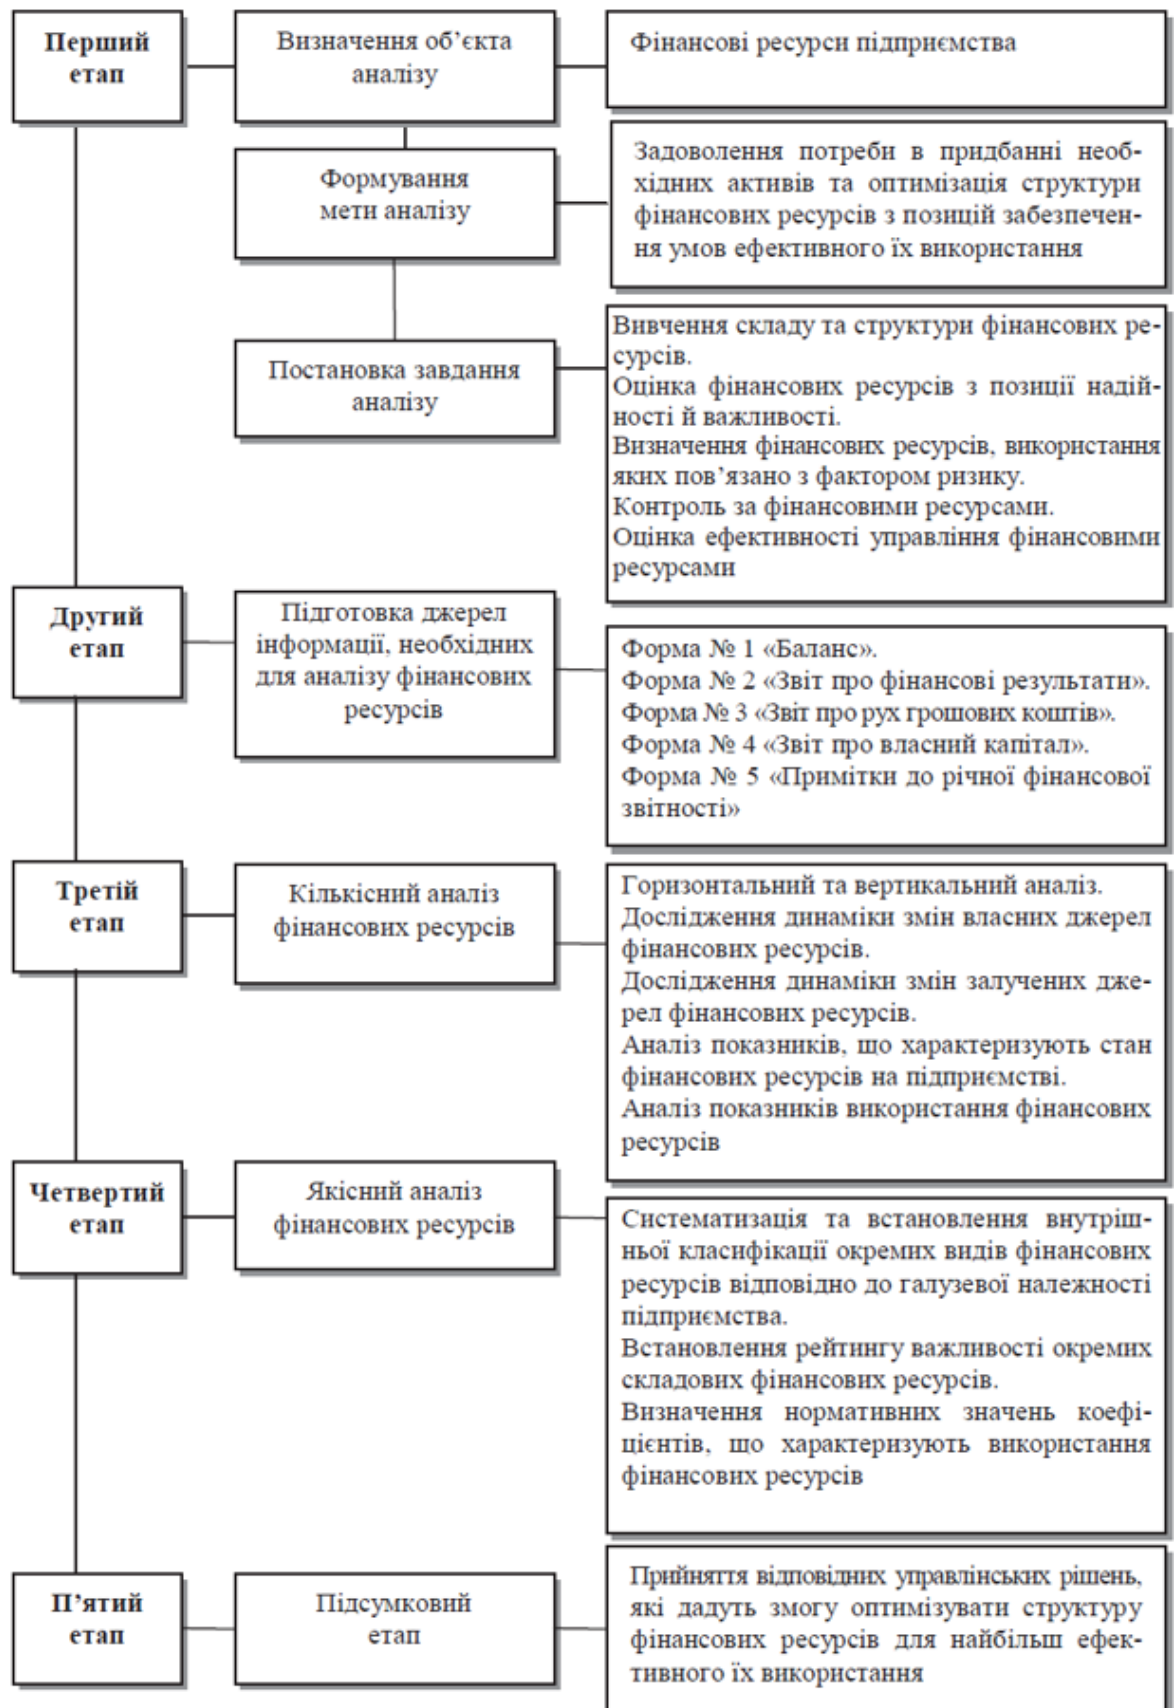 Перший
етап
Визначення об’єкта
аналізу
Фінансові ресурси підприємства
Формування
мети аналізу
Задоволення потреби в придбанні необ-
хідних активів та оптимізація структури
фінансових ресурсів з позицій забезпечен-
ня умов ефективного їх використання
Постановка завдання
аналізу
Вивчення складу та структури фінансових ре-
сурсів.
Оцінка фінансових ресурсів з позиції надій-
ності й важливості.
Визначення фінансових ресурсів, використання
яких пов’язано з фактором ризику.
Контроль за фінансовими ресурсами.
Оцінка ефективності управління фінансовими
ресурсами
Другий
етап
Підготовка джерел
інформації, необхідних
для аналізу фінансових
ресурсів
Форма № 1 «Баланс».
Форма № 2 «Звіт про фінансові результати».
Форма № 3 «Звіт про рух грошових коштів».
Форма № 4 «Звіт про власний капітал».
Форма № 5 «Примітки до річної фінансової
звітності»
Третій
етап
Кількісний аналіз
фінансових ресурсів
Горизонтальний та вертикальний аналіз.
Дослідження динаміки змін власних джерел
фінансових ресурсів.
Дослідження динаміки змін залучених дже-
рел фінансових ресурсів.
Аналіз показників, що характеризують стан
фінансових ресурсів на підприємстві.
Аналіз показників використання фінансових
ресурсів
Четвертий
етап
Якісний аналіз
фінансових ресурсів
Систематизація та встановлення внутріш-
ньої класифікації окремих видів фінансових
ресурсів відповідно до галузевої належності
підприємства.
Встановлення рейтингу важливості окремих
складових фінансових ресурсів.
Визначення нормативних значень коефі-
цієнтів, що характеризують використання
фінансових ресурсів
П’ятий
етап
Підсумковий
етап
Прийняття відповідних управлінських рішень,
які дадуть змогу оптимізувати структуру
фінансових ресурсів для найбільш ефек-
тивного їх використання